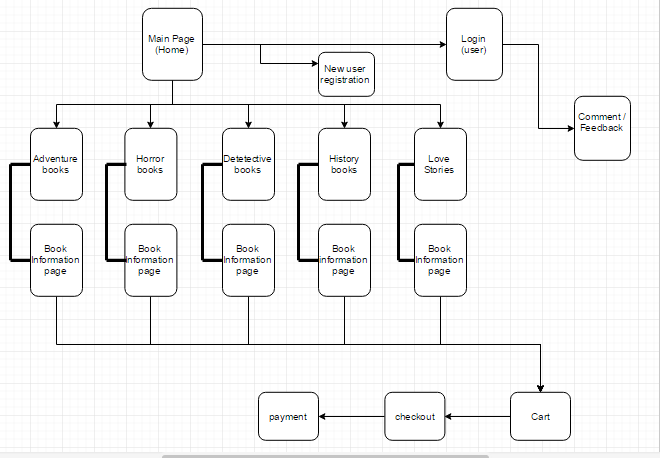 Main Page
(Home)
Login
(user)
New user
registration
Comment /
Feedback
Adventure
books
Horror
books
Detetective
books
History
books
Love
Stories
Book
Information
page
Book
Information
page
Book
Information
page
Book
information
page
Book
Information
page
payment
checkout
Cart